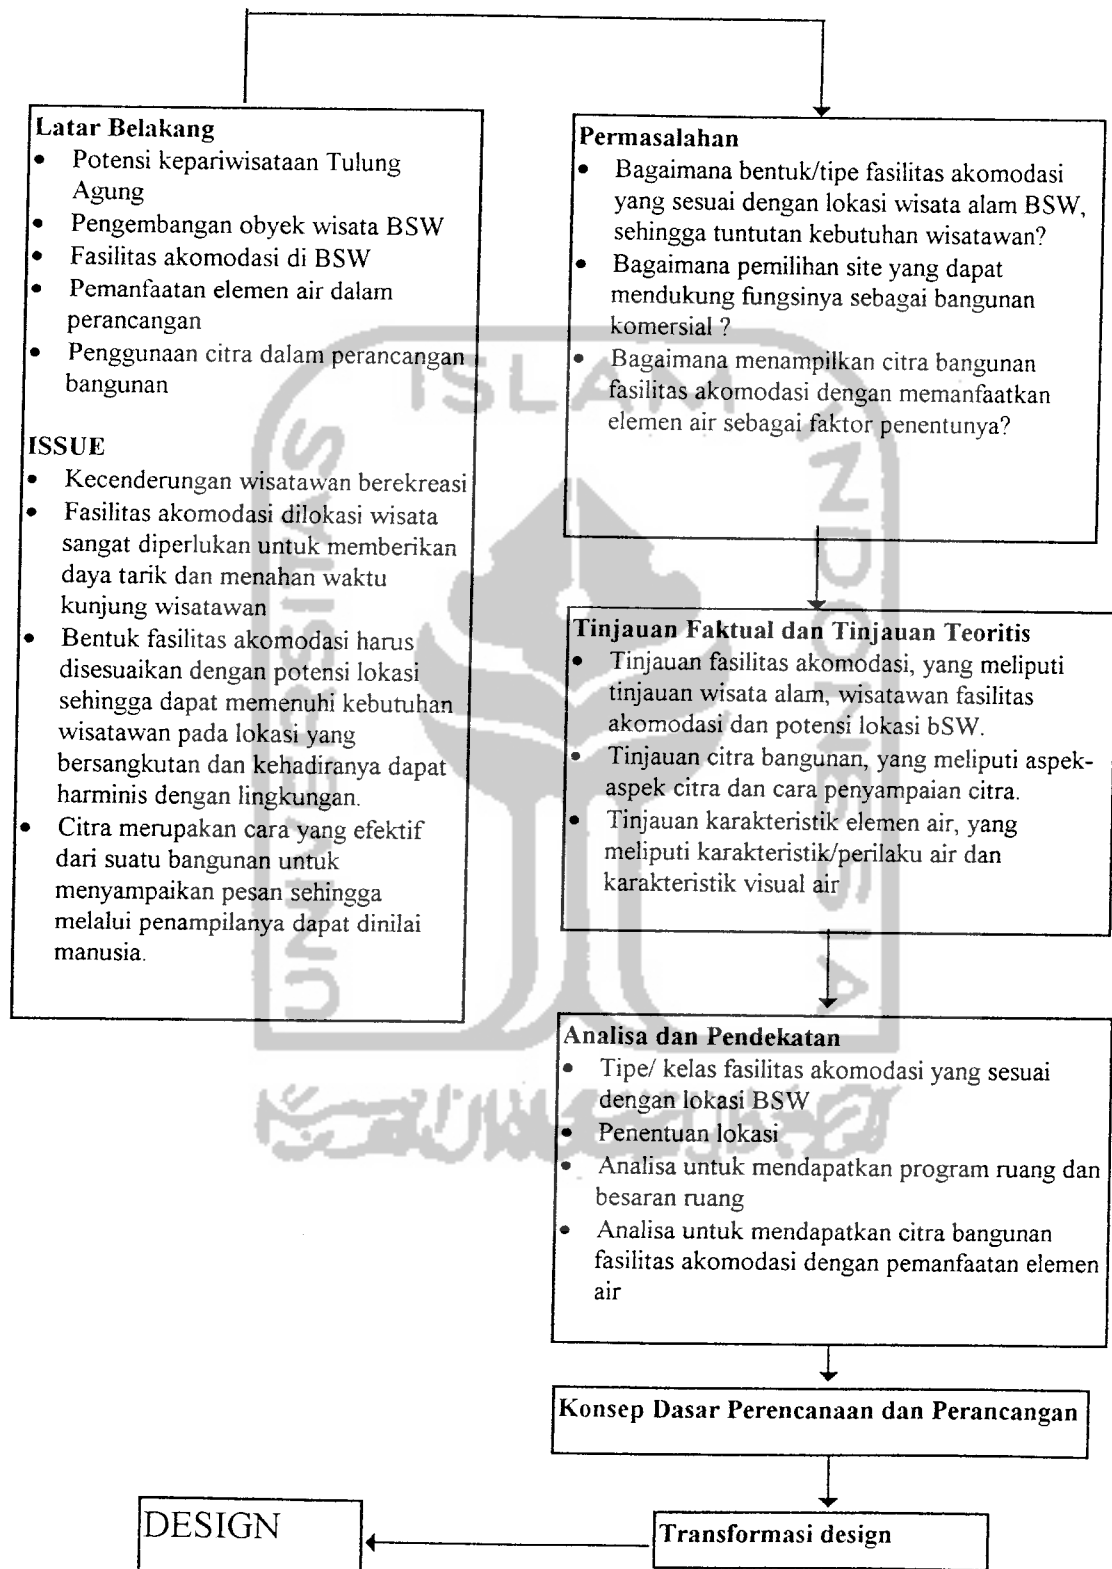 Latar Belakang
• Potensi kepariwisataan Tulung
Agung
• Pengembangan obyek wisata BSW
• Fasilitas akomodasi di BSW
• Pemanfaatan elemen air dalam
perancangan
• Penggunaan citra dalam perancangan
bangunan
ISSUE
• Kecenderungan wisatawan berekreasi
• Fasilitas akomodasi dilokasi wisata
sangat diperlukan untuk memberikan
daya tarik dan menahan waktu
kunjung wisatawan
• Bentuk fasilitas akomodasi harus
disesuaikan dengan potensi lokasi
sehingga dapat memenuhi kebutuhan
wisatawan pada lokasi yang
bersangkutan dan kehadiranya dapat
harminis dengan lingkungan.
• Citra merupakan cara yang efektif
dari suatu bangunan untuk
menyampaikan pesan sehingga
melalui penampilanya dapat dinilai
manusia.
Permasalahan
• Bagaimana bentuk/tipe fasilitas akomodasi
yang sesuai dengan lokasi wisata alam BSW,
sehingga tuntutan kebutuhan wisatawan?
• Bagaimana pemilihan site yang dapat
mendukung fungsinya sebagai bangunan
komersial ?
• Bagaimana menampilkan citra bangunan
fasilitas akomodasi dengan memanfaatkan
elemen air sebagai faktor penentunya?
Tinjauan Faktual dan Tinjauan Teoritis
• Tinjauan fasilitas akomodasi, yang meliputi
tinjauan wisata alam, wisatawan fasilitas
akomodasi dan potensi lokasi bSW.
• Tinjauan citra bangunan, yang meliputi aspek-
aspek citra dan cara penyampaian citra.
• Tinjauan karakteristik elemen air, yang
meliputi karakteristik/perilaku air dan
karakteristik visual air
Analisa dan Pendekatan
• Tipe/ kelas fasilitas akomodasi yang sesuai
dengan lokasi BSW
• Penentuan lokasi
• Analisa untuk mendapatkan program ruang dan
besaran ruang
• Analisa untuk mendapatkan citra bangunan
fasilitas akomodasi dengan pemanfaatan elemen
air
Konsep Dasar Perencanaan dan Perancangan
Transformasi design
DESIGN
UNIVERSITAS
ISLAM
INDONESIA